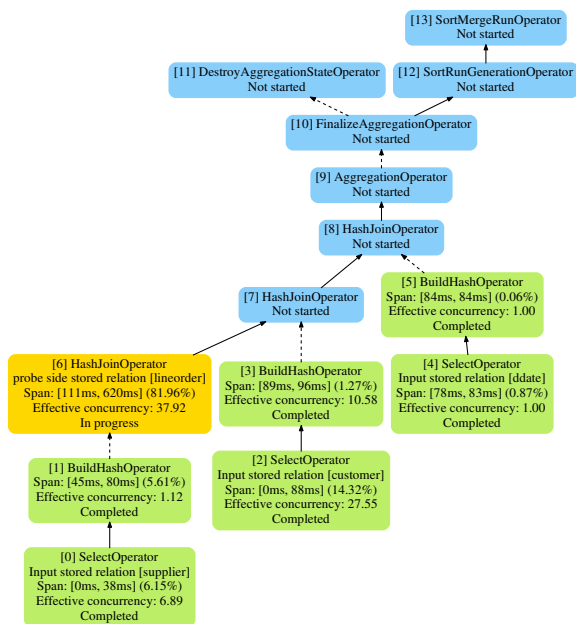 [13] SortMergeRunOperator
Not started
[11] DestroyAggregationStateOperator
Not started
[12] SortRunGenerationOperator
Not started
[10] FinalizeAggregationOperator
Not started
[9] AggregationOperator
Not started
[8] HashJoinOperator
Not started
[5] BuildHashOperator
Span: [84ms, 84ms] (0.06%)
Effective concurrency: 1.00
Completed
[7] HashJoinOperator
Not started
[6] HashJoinOperator
probe side stored relation [lineorder]
Span: [111ms, 620ms] (81.96%)
Effective concurrency: 37.92
In progress
[3] BuildHashOperator
Span: [89ms, 96ms] (1.27%)
Effective concurrency: 10.58
Completed
[4] SelectOperator
Input stored relation [ddate]
Span: [78ms, 83ms] (0.87%)
Effective concurrency: 1.00
Completed
[1] BuildHashOperator
Span: [45ms, 80ms] (5.61%)
Effective concurrency: 1.12
Completed
[2] SelectOperator
Input stored relation [customer]
Span: [0ms, 88ms] (14.32%)
Effective concurrency: 27.55
Completed
[0] SelectOperator
Input stored relation [supplier]
Span: [0ms, 38ms] (6.15%)
Effective concurrency: 6.89
Completed